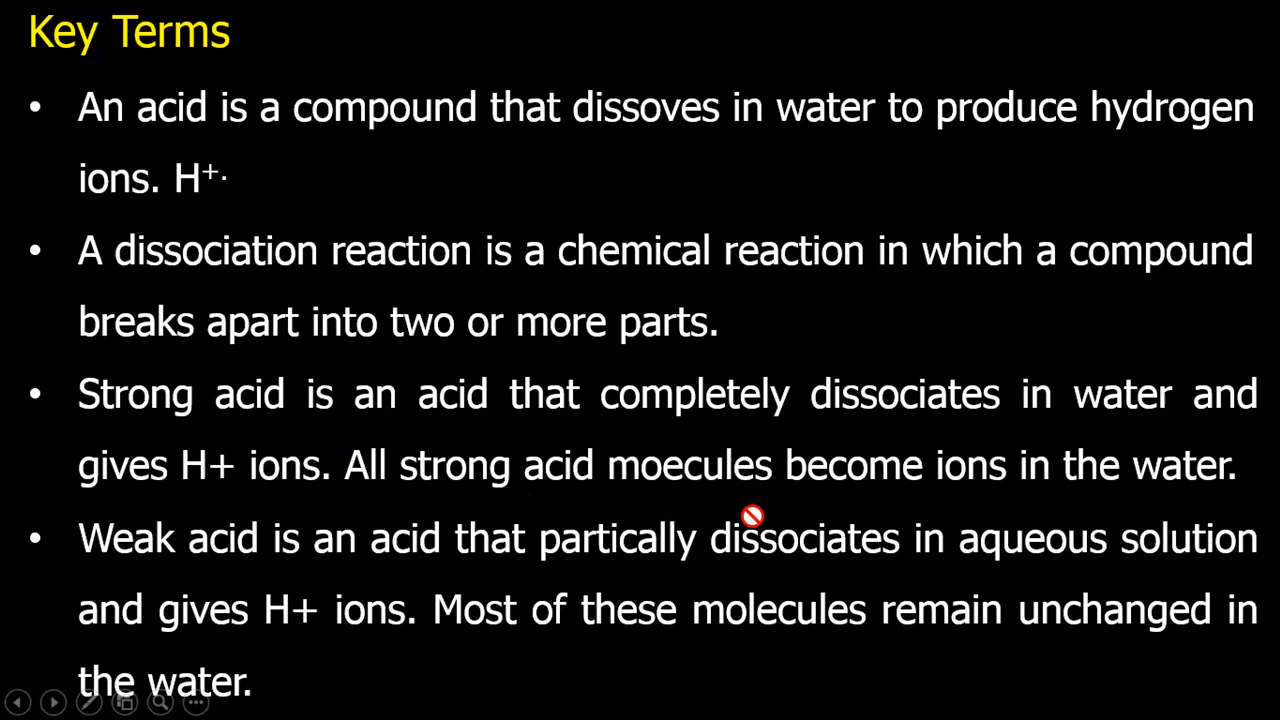 Key Terms
• An acid is a compound that dissoves in water to produce hydrogen
ions. H⁺·
• A dissociation reaction is a chemical reaction in which a compound
breaks apart into two or more parts.
• Strong acid is an acid that completely dissociates in water and
gives H+ ions. All strong acid moecules become ions in the water.
• Weak acid is an acid that partically dissociates in aqueous solution
and gives H+ ions. Most of these molecules remain unchanged in
the water.